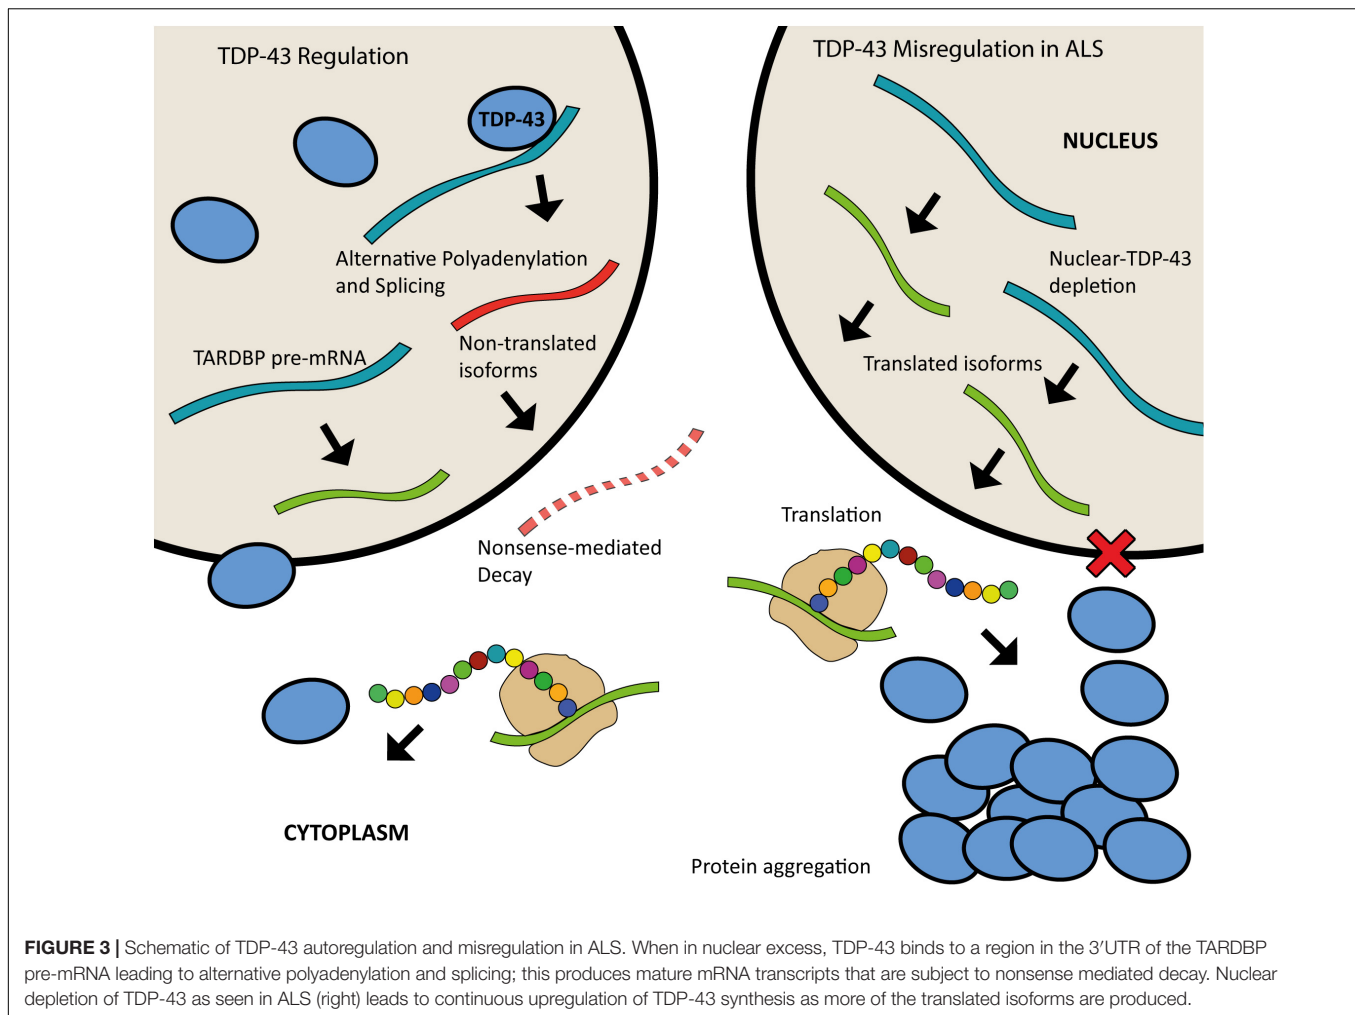 TDP-43 Regulation
TDP-43
Alternative Polyadenylation
and Splicing
TARDBP pre-mRNA
Non-translated
isoforms
Nonsense-mediated
Decay
CYTOPLASM
TDP-43 Misregulation in ALS
NUCLEUS
Nuclear-TDP-43
depletion
Translated isoforms
Translation
Protein aggregation
FIGURE 3 | Schematic of TDP-43 autoregulation and misregulation in ALS. When in nuclear excess, TDP-43 binds to a region in the 3′UTR of the TARDBP
pre-mRNA leading to alternative polyadenylation and splicing; this produces mature mRNA transcripts that are subject to nonsense mediated decay. Nuclear
depletion of TDP-43 as seen in ALS (right) leads to continuous upregulation of TDP-43 synthesis as more of the translated isoforms are produced.